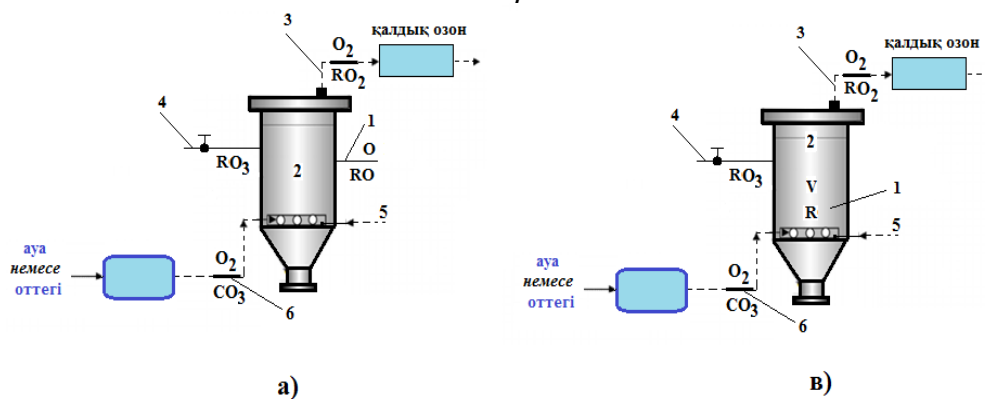 3
O2
RO2
қалдық озон
4
1
O
RO
RO3
2
5
ауа
немесе
оттегі
O2
CO3
6
а)
3
O2
RO2
қалдық озон
4
2
RO3
V
R
1
5
ауа
немесе
оттегі
O2
CO3
6
в)